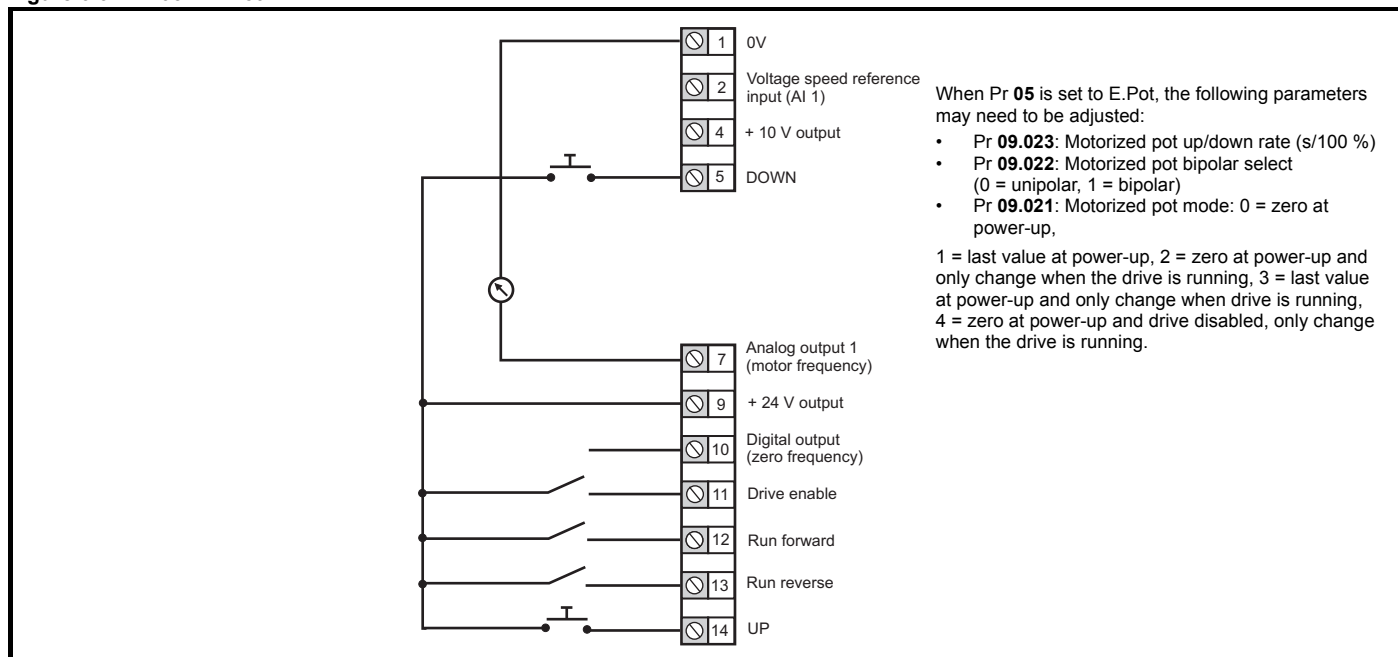 1 0V
2 Voltage speed reference
input (AI 1)
4 + 10 V output
5 DOWN
7 Analog output 1
(motor frequency)
9 + 24 V output
10 Digital output
(zero frequency)
11 Drive enable
12 Run forward
13 Run reverse
14 UP
When Pr 05 is set to E.Pot, the following parameters
may need to be adjusted:
• Pr 09.023: Motorized pot up/down rate (s/100 %)
• Pr 09.022: Motorized pot bipolar select
(0 = unipolar, 1 = bipolar)
• Pr 09.021: Motorized pot mode: 0 = zero at
power-up,
1 = last value at power-up, 2 = zero at power-up and
only change when the drive is running, 3 = last value
at power-up and only change when drive is running,
4 = zero at power-up and drive disabled, only change
when the drive is running.